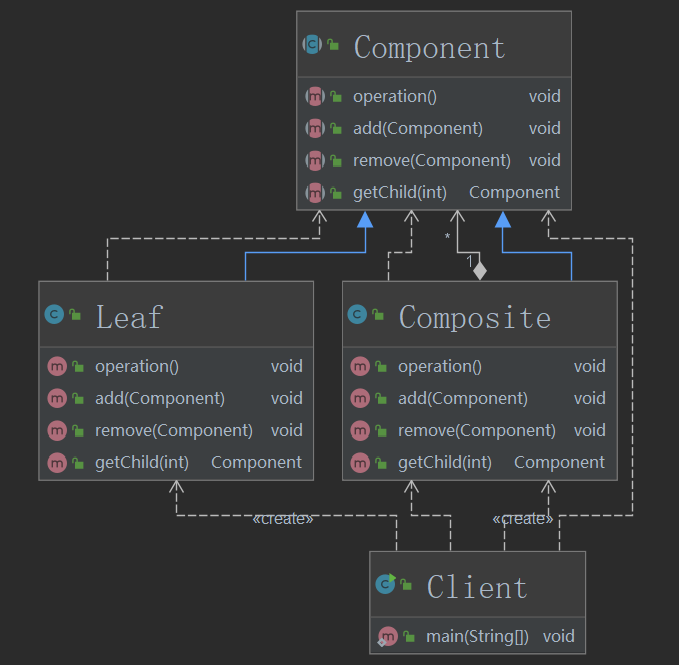 Component
operation() void
add(Component) void
remove(Component) void
getChild(int) Component
*
1
Leaf
operation() void
add(Component) void
remove(Component) void
getChild(int) Component
Composite
operation() void
add(Component) void
remove(Component) void
getChild(int) Component
«create» «create»
Client
main(String[]) void